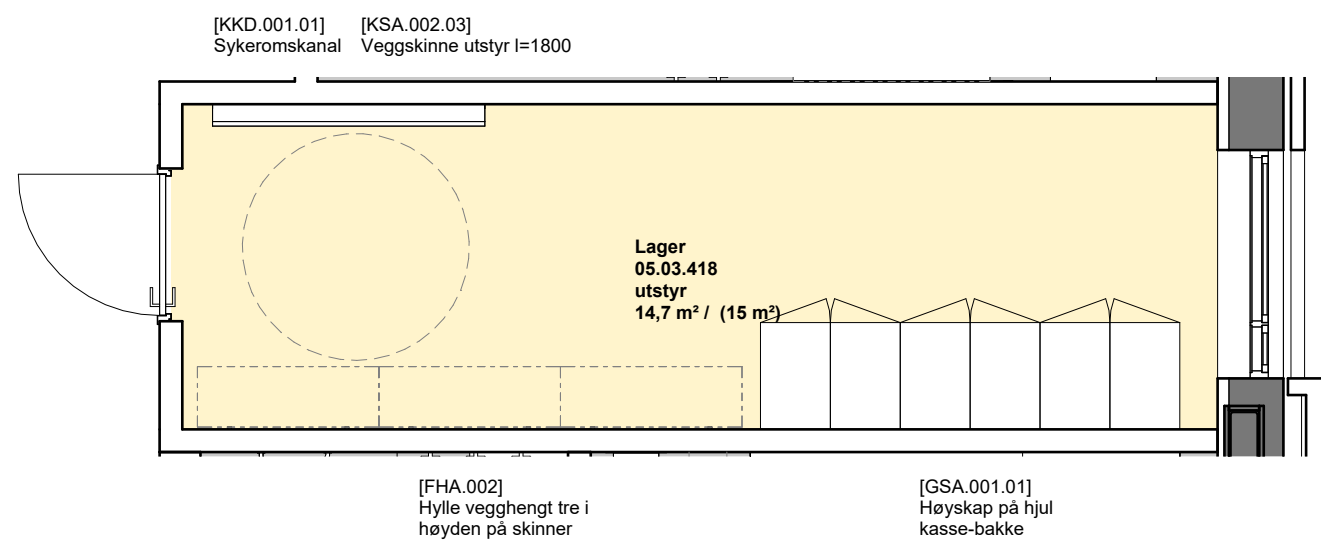 [KKD.001.01]
Sykeromskanal
[KSA.002.03]
Veggskinne utstyr l=1800
Lager
05.03.418
utstyr
14,7 m² / (15 m²)
[FHA.002]
Hylle vegghengt tre i
høyden på skinner
[GSA.001.01]
Høyskap på hjul
kasse-bakke